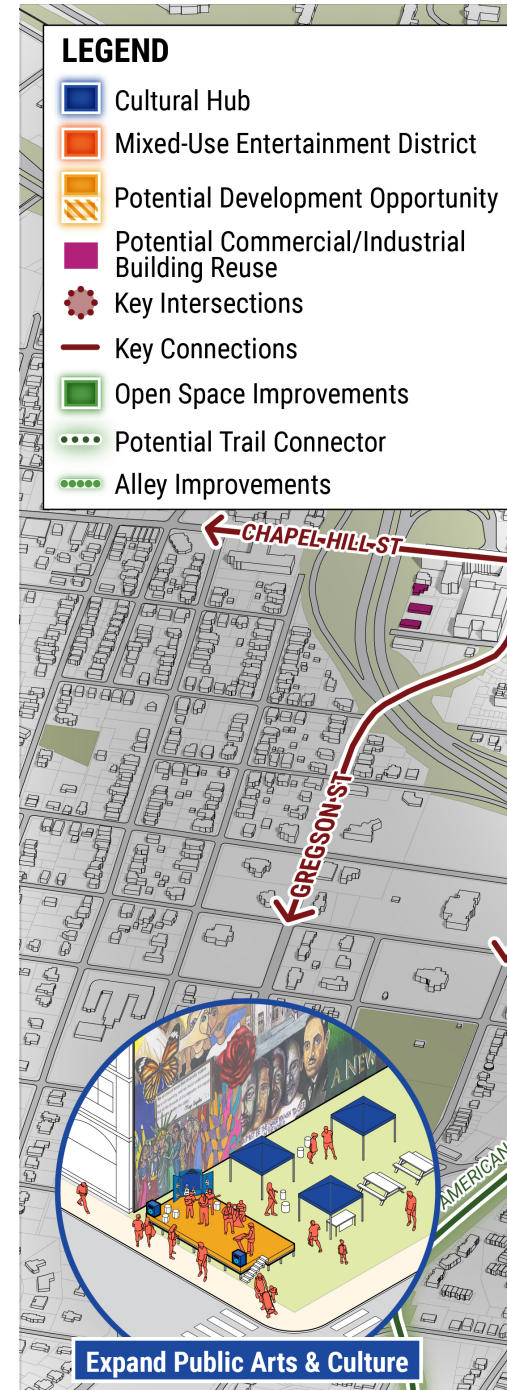 LEGEND
Cultural Hub
Mixed-Use Entertainment District
Potential Development Opportunity
Potential Commercial/Industrial
Building Reuse
Key Intersections
Key Connections
Open Space Improvements
Potential Trail Connector
Alley Improvements
CHAPEL HILL ST
GREGSON ST
A NEW
AMERICAN
Expand Public Arts & Culture